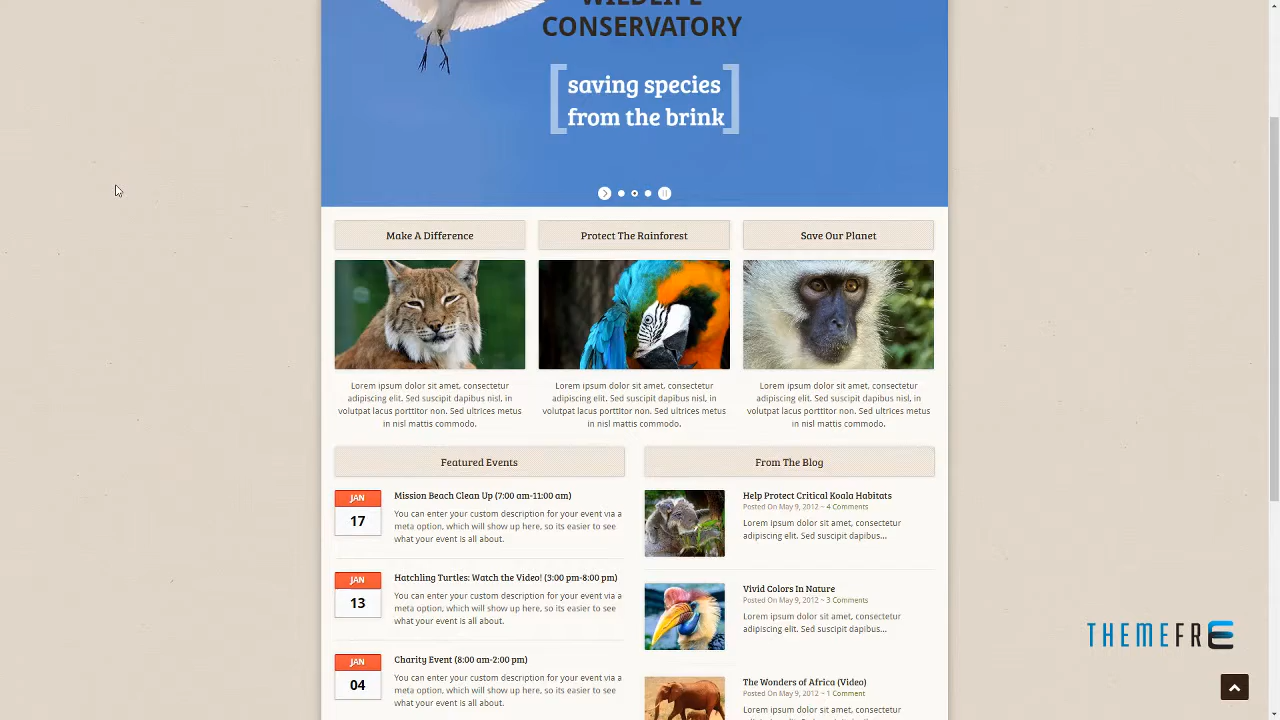 WILDLIFE
CONSERVATORY
saving species
from the brink
Make A Difference
Protect The Rainforest
Save Our Planet
Lorem ipsum dolor sit amet, consectetur
adipiscing elit. Sed suscipit dapibus nisl, in
volutpat lacus porttitor non. Sed ultrices metus
in nisl mattis commodo.
Lorem ipsum dolor sit amet, consectetur
adipiscing elit. Sed suscipit dapibus nisl, in
volutpat lacus porttitor non. Sed ultrices metus
in nisl mattis commodo.
Lorem ipsum dolor sit amet, consectetur
adipiscing elit. Sed suscipit dapibus nisl, in
volutpat lacus porttitor non. Sed ultrices metus
in nisl mattis commodo.
Featured Events
JAN
17
Mission Beach Clean Up (7:00 am-11:00 am)
You can enter your custom description for your event via a
meta option, which will show up here, so its easier to see
what your event is all about.
JAN
13
Hatchling Turtles: Watch the Video! (3:00 pm-8:00 pm)
You can enter your custom description for your event via a
meta option, which will show up here, so its easier to see
what your event is all about.
JAN
04
Charity Event (8:00 am-2:00 pm)
You can enter your custom description for your event via a
meta option, which will show up here, so its easier to see
what your event is all about.
From The Blog
Help Protect Critical Koala Habitats
Posted On May 9, 2012 ~ 4 Comments
Lorem ipsum dolor sit amet, consectetur
adipiscing elit. Sed suscipit dapibus...
Vivid Colors In Nature
Posted On May 9, 2012 ~ 3 Comments
Lorem ipsum dolor sit amet, consectetur
adipiscing elit. Sed suscipit dapibus...
The Wonders of Africa (Video)
Posted On May 9, 2012 ~ 1 Comment
Lorem ipsum dolor sit amet, consectetur
adipiscing elit. Sed suscipit dapibus...
THEMEFRE